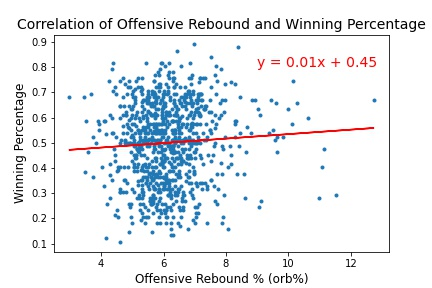 Correlation of Offensive Rebound and Winning Percentage
0.9
0.8
0.7
0.6
0.5
0.4
0.3
0.2
0.1
Winning Percentage
y = 0.01x + 0.45
4 6 8 10 12
Offensive Rebound % (orb%)